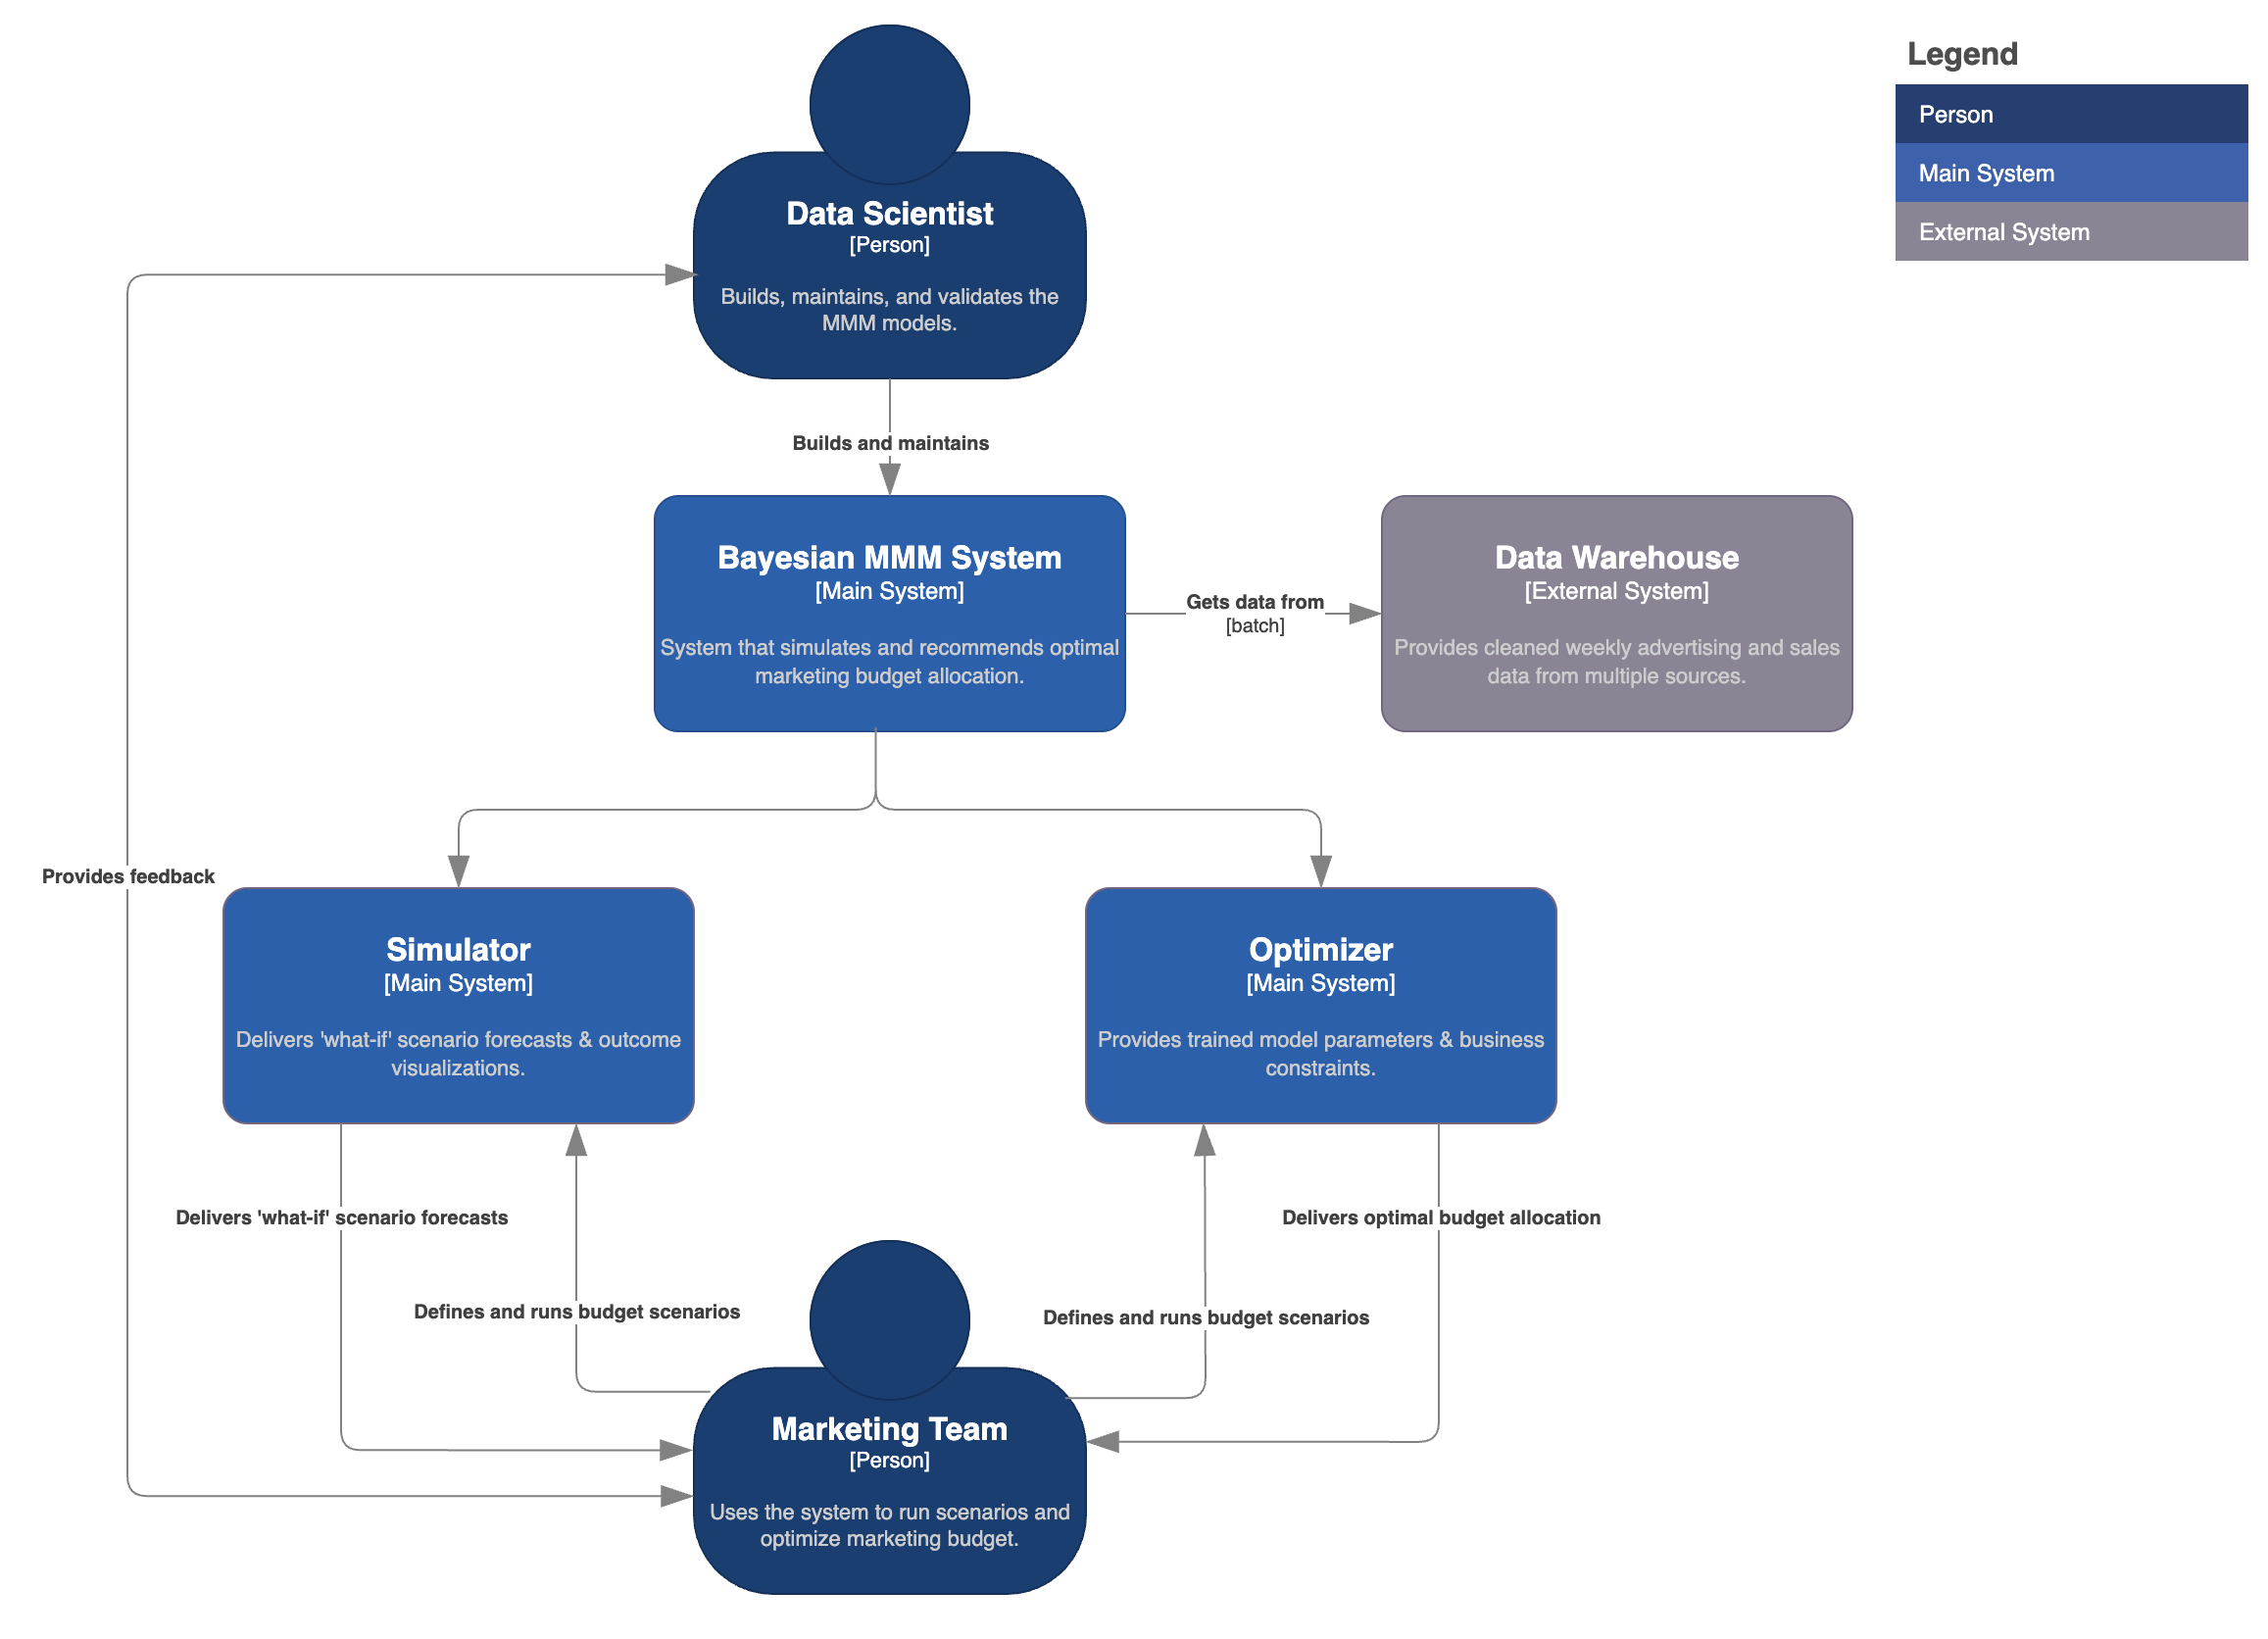 Legend
Person
Main System
External System
Data Scientist
[Person]
Builds, maintains, and validates the
MMM models.
Builds and maintains
Bayesian MMM System
[Main System]
System that simulates and recommends optimal
marketing budget allocation.
Gets data from
[batch]
Data Warehouse
[External System]
Provides cleaned weekly advertising and sales
data from multiple sources.
Provides feedback
Simulator
[Main System]
Delivers 'what-if' scenario forecasts & outcome
visualizations.
Optimizer
[Main System]
Provides trained model parameters & business
constraints.
Delivers 'what-if' scenario forecasts
Delivers optimal budget allocation
Defines and runs budget scenarios
Defines and runs budget scenarios
Marketing Team
[Person]
Uses the system to run scenarios and
optimize marketing budget.